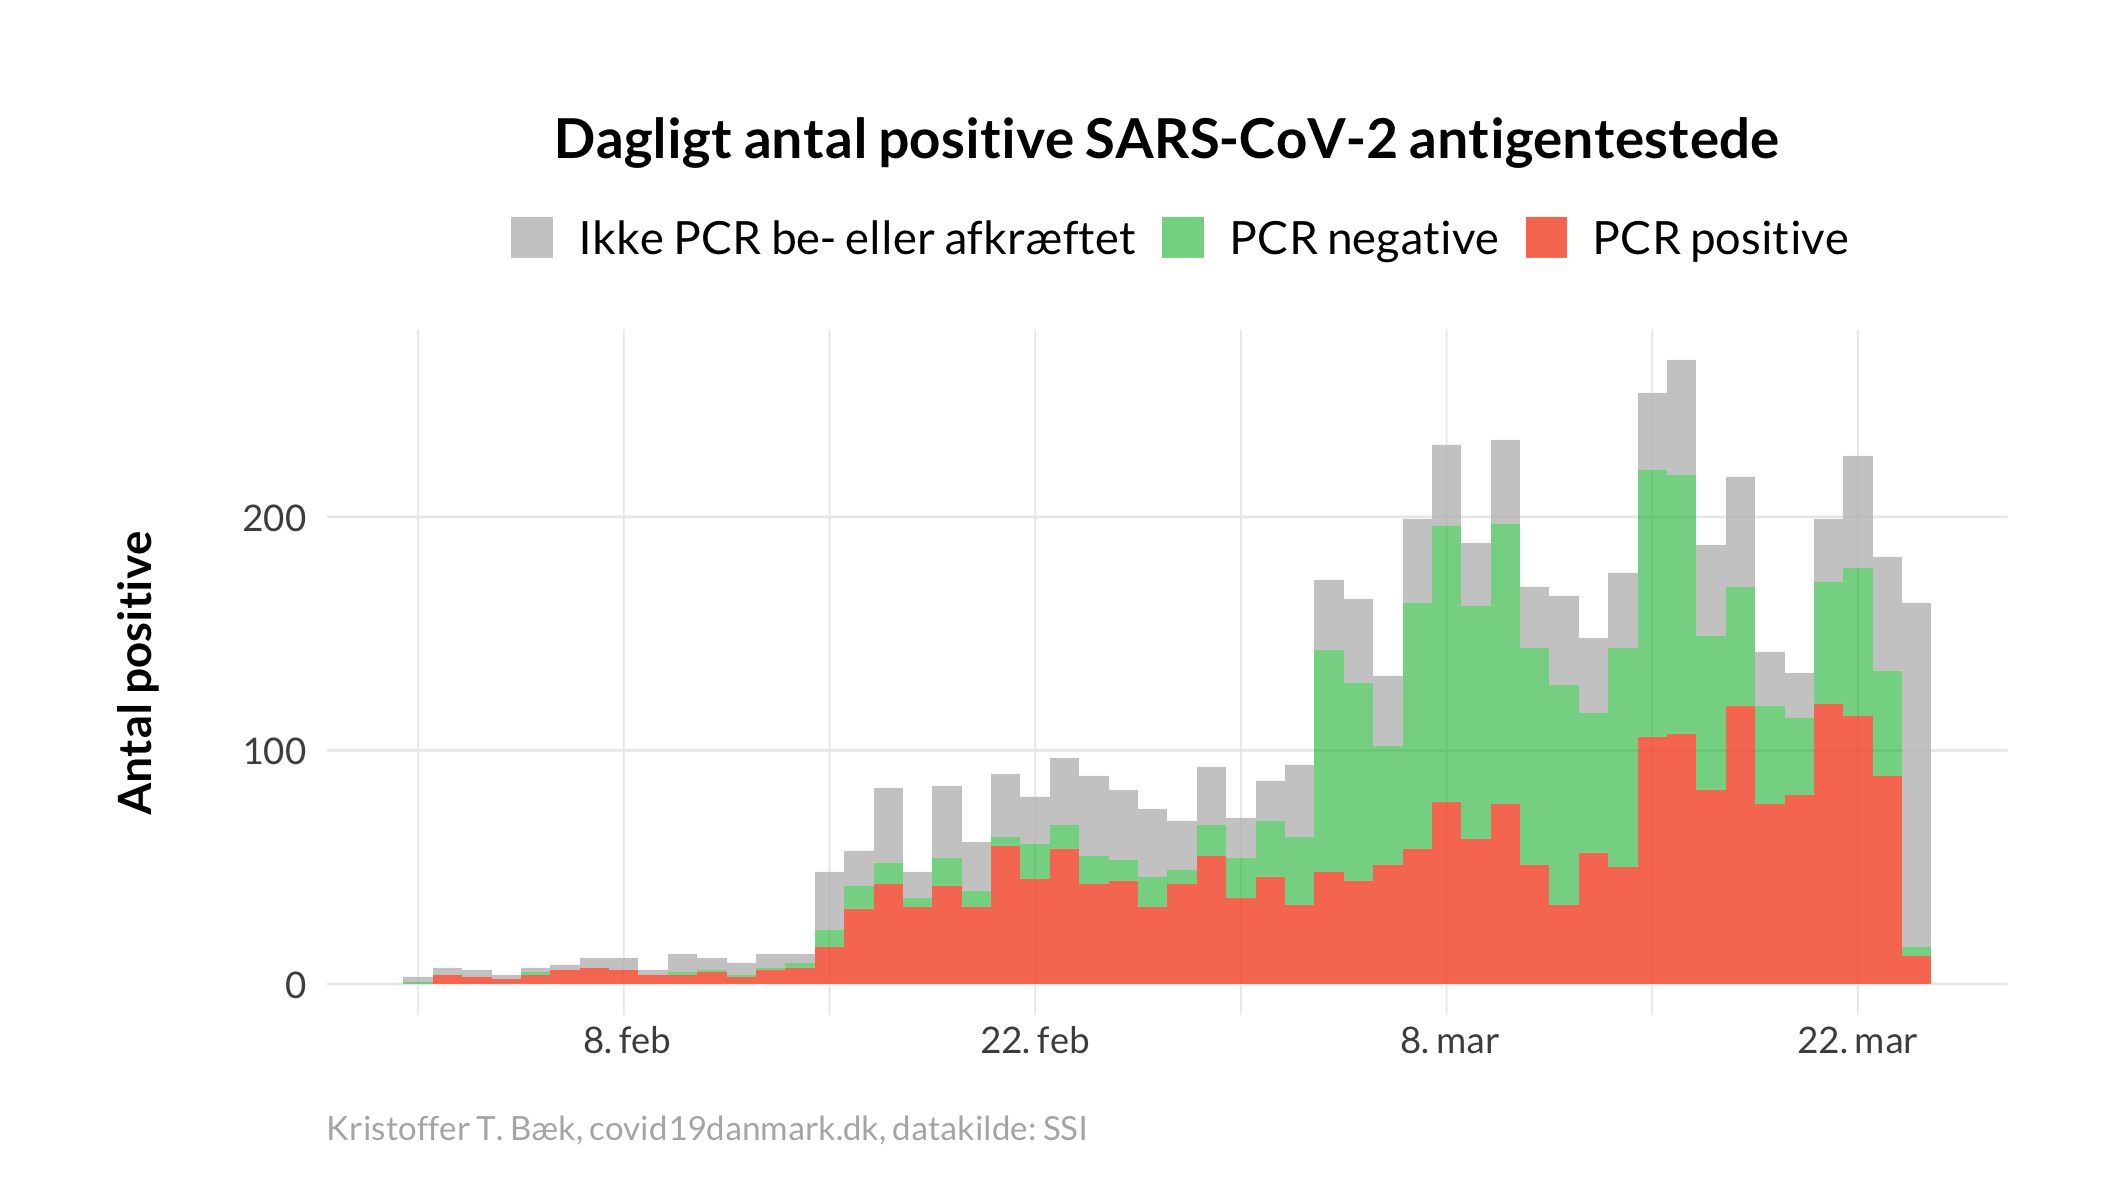 Dagligt antal positive SARS-CoV-2 antigentestede
Ikke PCR be- eller afkræftet PCR negative PCR positive
Antal positive
200
100
0
8. feb 22. feb 8. mar 22. mar
Kristoffer T. Bæk, covid19danmark.dk, datakilde: SSI